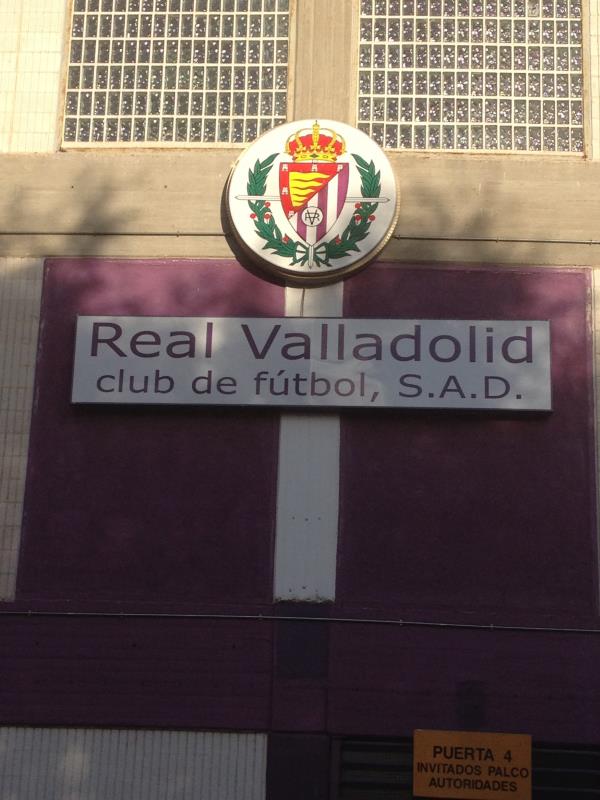 Real Valladolid
club de fútbol, S.A.D.
PUERTA 4
INVITADOS PALCO
AUTORIDADES